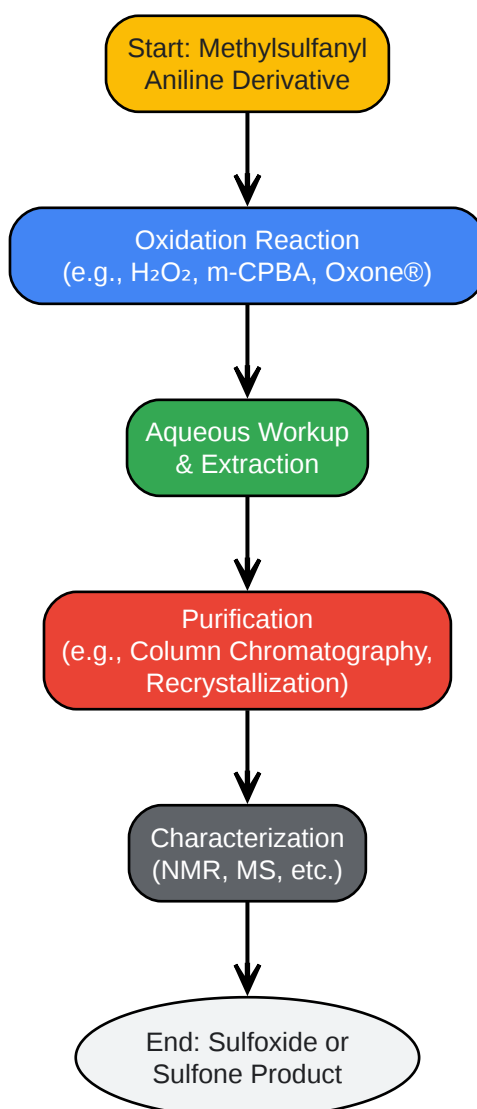 Start: Methylsulfanyl
Aniline Derivative
Oxidation Reaction
(e.g., H₂O₂, m-CPBA, Oxone®)
Aqueous Workup
& Extraction
Purification
(e.g., Column Chromatography,
Recrystallization)
Characterization
(NMR, MS, etc.)
End: Sulfoxide or
Sulfone Product